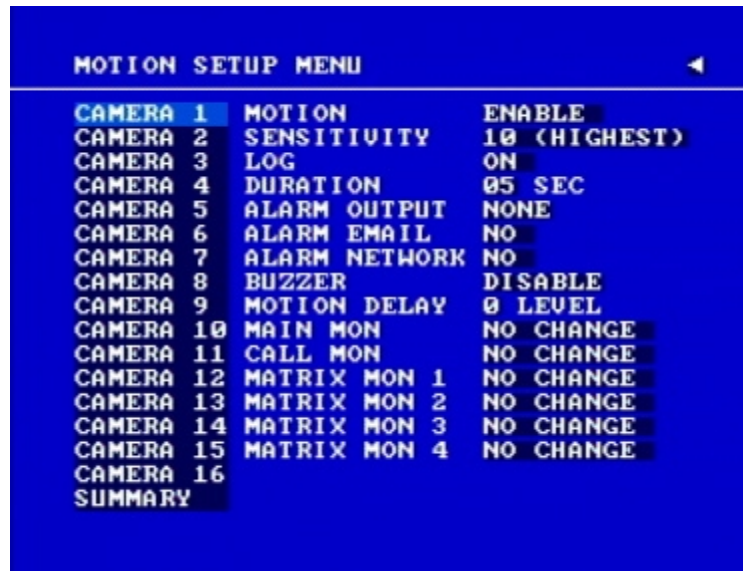 MOTION SETUP MENU
CAMERA 1 MOTION ENABLE
CAMERA 2 SENSITIVITY 10 (HIGHEST)
CAMERA 3 LOG ON
CAMERA 4 DURATION 05 SEC
CAMERA 5 ALARM OUTPUT NONE
CAMERA 6 ALARM EMAIL NO
CAMERA 7 ALARM NETWORK NO
CAMERA 8 BUZZER DISABLE
CAMERA 9 MOTION DELAY 0 LEVEL
CAMERA 10 MAIN MON NO CHANGE
CAMERA 11 CALL MON NO CHANGE
CAMERA 12 MATRIX MON 1 NO CHANGE
CAMERA 13 MATRIX MON 2 NO CHANGE
CAMERA 14 MATRIX MON 3 NO CHANGE
CAMERA 15 MATRIX MON 4 NO CHANGE
CAMERA 16
SUMMARY